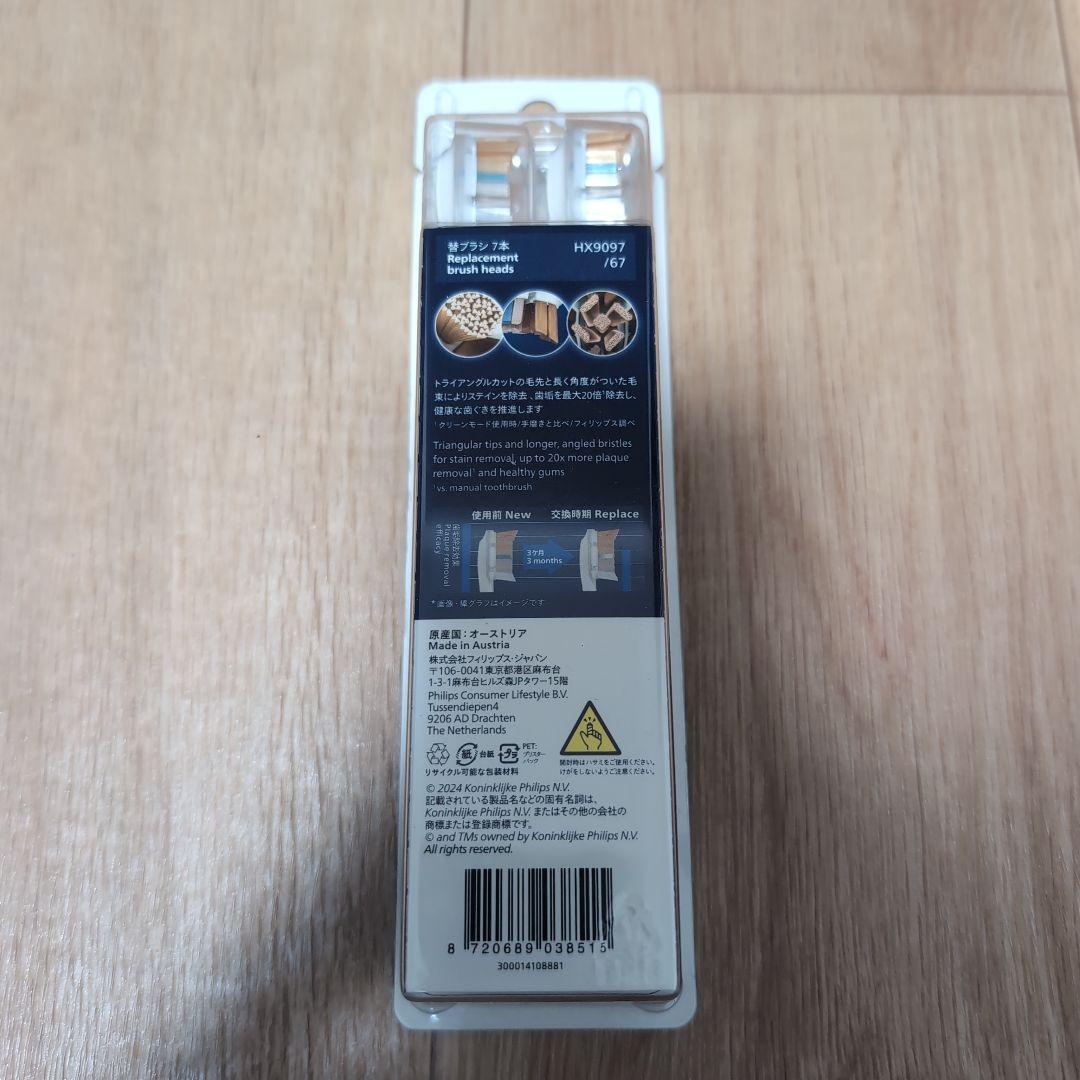 替ブラシ 7本
Replacement
brush heads
HX9097
/67
トライアングルカットの毛先と長く角度がついた毛
束によりステインを除去、歯垢を最大20倍¹除去し、
健康な歯ぐきを推進します
¹クリーンモード使用時/手磨きと比べ/フィリップス調べ
Triangular tips and longer, angled bristles
for stain removal, up to 20x more plaque
removal¹ and healthy gums
¹vs. manual toothbrush
使用前 New
交換時期 Replace
歯垢除去効果
Plaque removal
efficacy
3ケ月
3 months
*画像・棒グラフはイメージです
原産国：オーストリア
Made in Austria
株式会社フィリップス・ジャパン
〒106-0041東京都港区麻布台
1-3-1麻布台ヒルズ森JPタワー15階
Philips Consumer Lifestyle B.V.
Tussendiepen4
9206 AD Drachten
The Netherlands
紙 台紙
プラ
PET:
ブリスター
パック
リサイクル可能な包装材料
開封時はハサミをご使用ください。
けがをしないようご注意ください。
© 2024 Koninklijke Philips N.V.
記載されている製品名などの固有名詞は、
Koninklijke Philips N.V. またはその他の会社の
商標または登録商標です。
© and TMs owned by Koninklijke Philips N.V.
All rights reserved.
8 720689 038515
300014108881